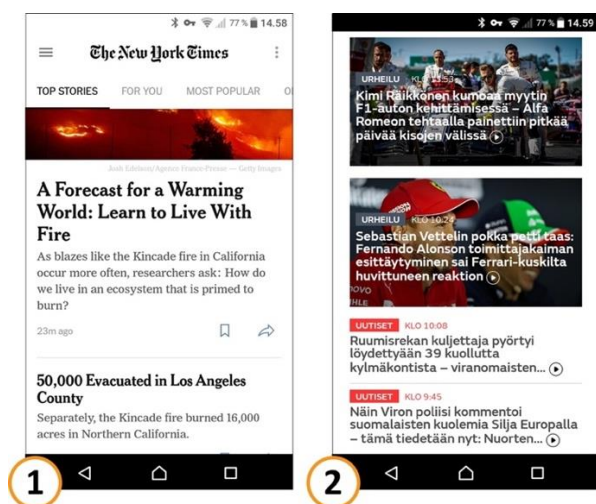 77 % 14.58
The New York Times
TOP STORIES FOR YOU MOST POPULAR
Josh Edelson/Agence France-Presse — Getty Images
A Forecast for a Warming
World: Learn to Live With
Fire
As blazes like the Kincade fire in California
occur more often, researchers ask: How do
we live in an ecosystem that is primed to
burn?
23m ago
50,000 Evacuated in Los Angeles
County
Separately, the Kincade fire burned 16,000
acres in Northern California.
1
77 % 14.59
URHEILU KLO 13:53
Kimi Räikkönen kumoaa myytin
F1-auton kehittämisessä – Alfa
Romeon tehtaalla painettiin pitkää
päivää kisojen välissä
URHEILU KLO 10:24
Sebastian Vettelin pokka petti taas:
Fernando Alonson toimittajakaiman
esittäytyminen sai Ferrari-kuskilta
huvittuneen reaktion
UUTISET KLO 10:08
Ruumisrekan kuljettaja pyörtyi
löydettyään 39 kuollutta
kylmäkontista – viranomaisten...
UUTISET KLO 9:45
Näin Viron poliisi kommentoi
suomalaisten kuolemia Silja Europalla
– tämä tiedetään nyt: Nuorten...
2